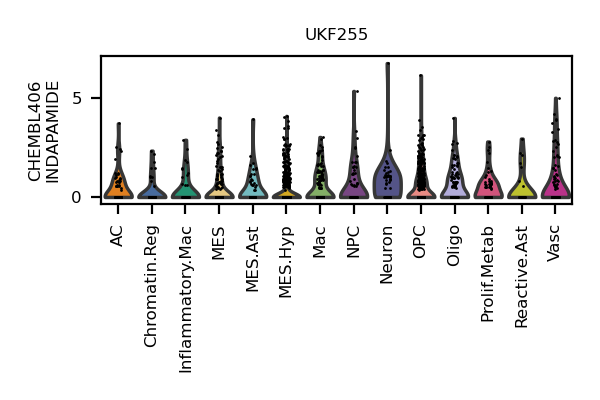 UKF255
CHEMBL406
INDAPAMIDE
5
0
AC
Chromatin.Reg
Inflammatory.Mac
MES
MES.Ast
MES.Hyp
Mac
NPC
Neuron
OPC
Oligo
Prolif.Metab
Reactive.Ast
Vasc